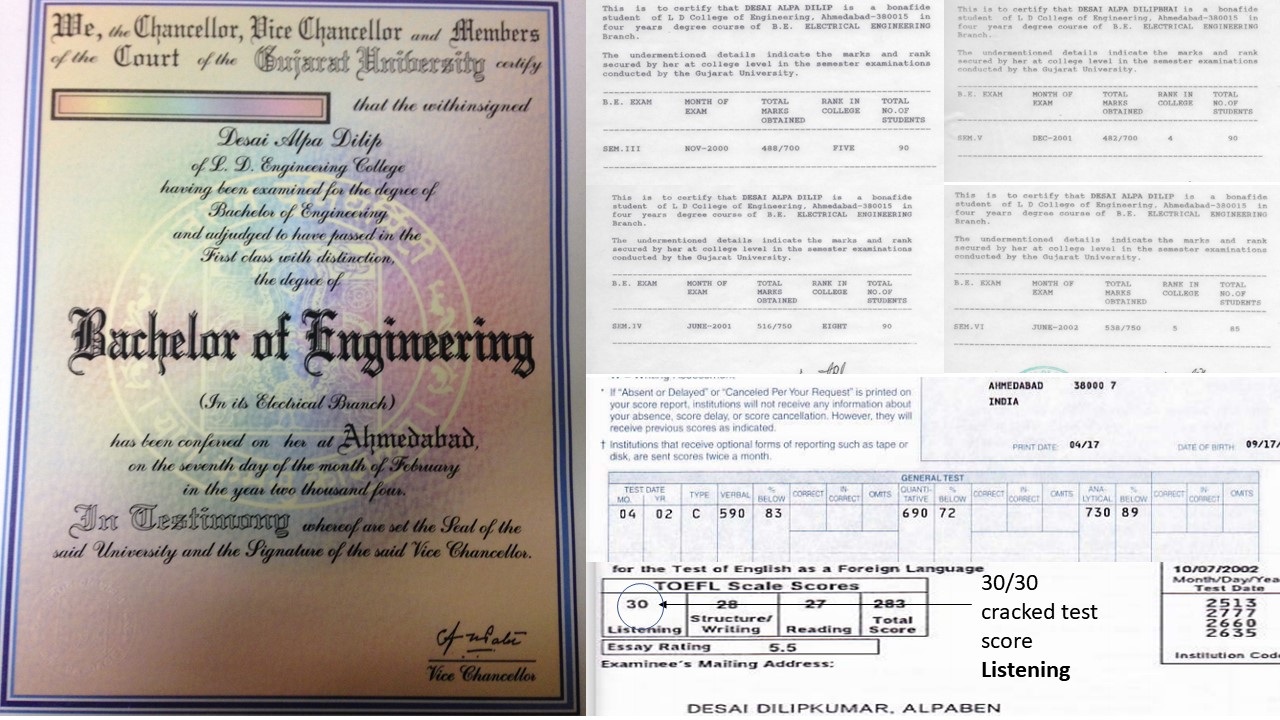 We, the Chancellor, Vice Chancellor and Members
of the Court of the Gujarat University certify
that the withinsigned
Desai Alpa Dilip
of L. D. Engineering College
having been examined for the degree of
Bachelor of Engineering
and adjudged to have passed in the
First class with distinction,
the degree of
Bachelor of Engineering
(In its Electrical Branch)
has been conferred on her at Ahmedabad,
on the seventh day of the month of February
in the year two thousand four.
In Testimony whereof are set the Seal of the
said University and the Signature of the said Vice Chancellor.
Vice Chancellor
This is to certify that DESAI ALPA DILIP is a bonafide
student of L D College of Engineering, Ahmedabad-380015 in
four years degree course of B.E. ELECTRICAL ENGINEERING
Branch.
The undermentioned details indicate the marks and rank
secured by her at college level in the semester examinations
conducted by the Gujarat University.
B.E. EXAM MONTH OF TOTAL RANK IN TOTAL
EXAM MARKS COLLEGE NO.OF
OBTAINED STUDENTS
SEM.III NOV-2000 488/700 FIVE 90
This is to certify that DESAI ALPA DILIPBHAI is a bonafide
student of L D College of Engineering, Ahmedabad-380015 in
four years degree course of B.E. ELECTRICAL ENGINEERING
Branch.
The undermentioned details indicate the marks and rank
secured by her at college level in the semester examinations
conducted by the Gujarat University.
B.E. EXAM MONTH OF TOTAL RANK IN TOTAL
EXAM MARKS COLLEGE NO.OF
OBTAINED STUDENTS
SEM.V DEC-2001 482/700 4 90
This is to certify that DESAI ALPA DILIP is a bonafide
student of L D College of Engineering, Ahmedabad-380015 in
four years degree course of B.E. ELECTRICAL ENGINEERING
Branch.
The undermentioned details indicate the marks and rank
secured by her at college level in the semester examinations
conducted by the Gujarat University.
B.E. EXAM MONTH OF TOTAL RANK IN TOTAL
EXAM MARKS COLLEGE NO.OF
OBTAINED STUDENTS
SEM.IV JUNE-2001 516/750 EIGHT 90
This is to certify that DESAI ALPA DILIP is a bonafide
student of L D College of Engineering, Ahmedabad-380015 in
four years degree course of B.E. ELECTRICAL ENGINEERING
Branch.
The undermentioned details indicate the marks and rank
secured by her at college level in the semester examinations
conducted by the Gujarat University.
B.E. EXAM MONTH OF TOTAL RANK IN TOTAL
EXAM MARKS COLLEGE NO.OF
OBTAINED STUDENTS
SEM.VI JUNE-2002 538/750 5 85
* If "Absent or Delayed" or "Canceled Per Your Request" is printed on
your score report, institutions will not receive any information about
your absence, score delay, or score cancellation. However, they will
receive previous scores as indicated.
† Institutions that receive optional forms of reporting such as tape or
disk, are sent scores twice a month.
AHMEDABAD 38000 7
INDIA
PRINT DATE: 04/17 DATE OF BIRTH: 09/17/
GENERAL TEST
TEST DATE TYPE VERBAL % CORRECT IN- OMITS QUANTI- % CORRECT IN- OMITS ANA- % CORRECT IN- OMITS
MO. YR. BELOW CORRECT TATIVE BELOW CORRECT LYTICAL BELOW CORRECT
04 02 C 590 83 690 72 730 89
for the Test of English as a Foreign Language
TOEFL Scale Scores
30 28 27 283
Listening Structure/ Writing Reading Total Score
Essay Rating 5.5
Examinee's Mailing Address:
DESAI DILIPKUMAR, ALPABEN
30/30
cracked test
score
Listening
10/07/2002
Month/Day/Yea
Test Date
2513
2777
2660
2635
Institution Code